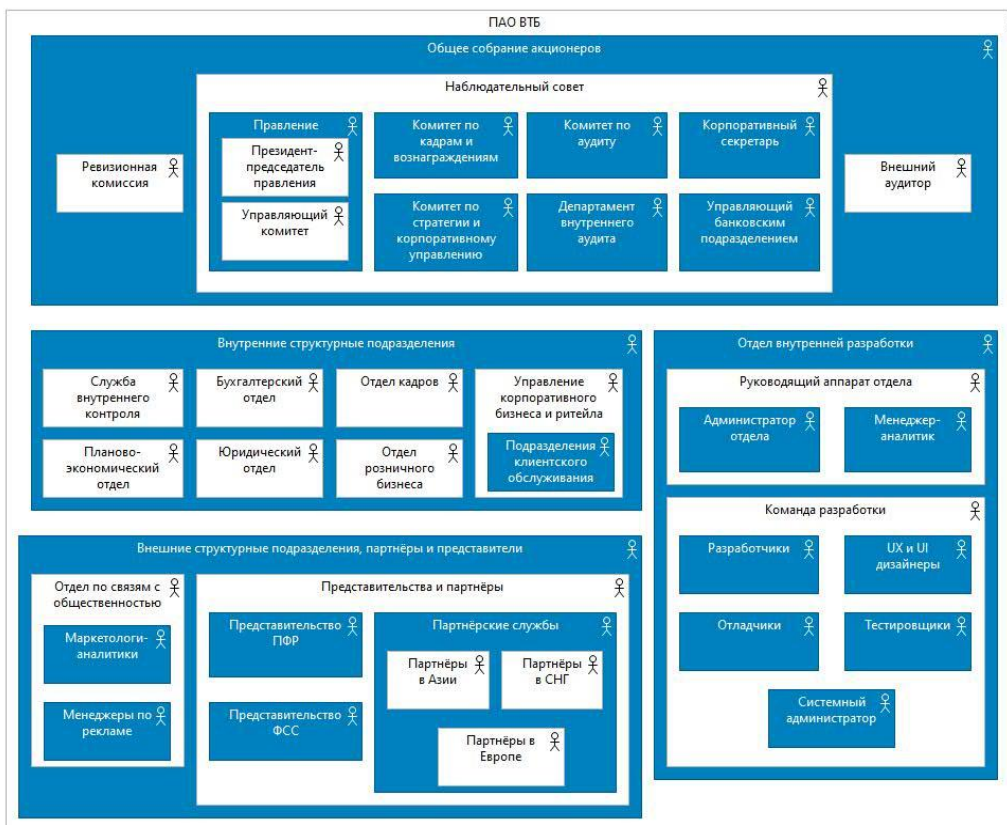 ПАО ВТБ
Общее собрание акционеров
Наблюдательный совет
Ревизионная
комиссия
Правление
Президент-
председатель
правления
Управляющий
комитет
Комитет по
кадрам и
вознаграждениям
Комитет по
аудиту
Корпоративный
секретарь
Комитет по
стратегии и
корпоративному
управлению
Департамент
внутреннего
аудита
Управляющий
банковским
подразделением
Внешний
аудитор
Внутренние структурные подразделения
Служба
внутреннего
контроля
Бухгалтерский
отдел
Отдел кадров
Управление
корпоративного
бизнеса и ритейла
Подразделения
клиентского
обслуживания
Планово-
экономический
отдел
Юридический
отдел
Отдел
розничного
бизнеса
Отдел внутренней разработки
Руководящий аппарат отдела
Администратор
отдела
Менеджер-
аналитик
Команда разработки
Разработчики
UX и UI
дизайнеры
Отладчики
Тестировщики
Системный
администратор
Внешние структурные подразделения, партнёры и представители
Отдел по связям с
общественностью
Маркетологи-
аналитики
Менеджеры по
рекламе
Представительства и партнёры
Представительство
ПФР
Представительство
ФСС
Партнёрские службы
Партнёры
в Азии
Партнёры
в СНГ
Партнёры в
Европе